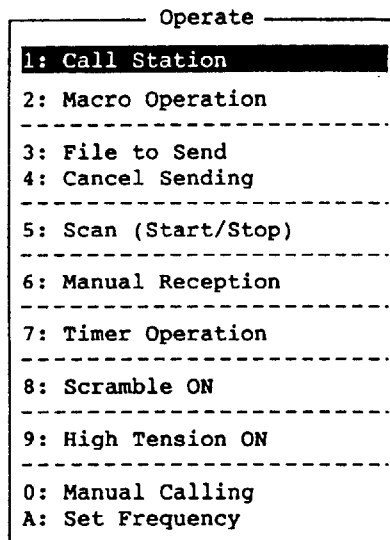 Operate
1: Call Station
2: Macro Operation
3: File to Send
4: Cancel Sending
5: Scan (Start/Stop)
6: Manual Reception
7: Timer Operation
8: Scramble ON
9: High Tension ON
0: Manual Calling
A: Set Frequency